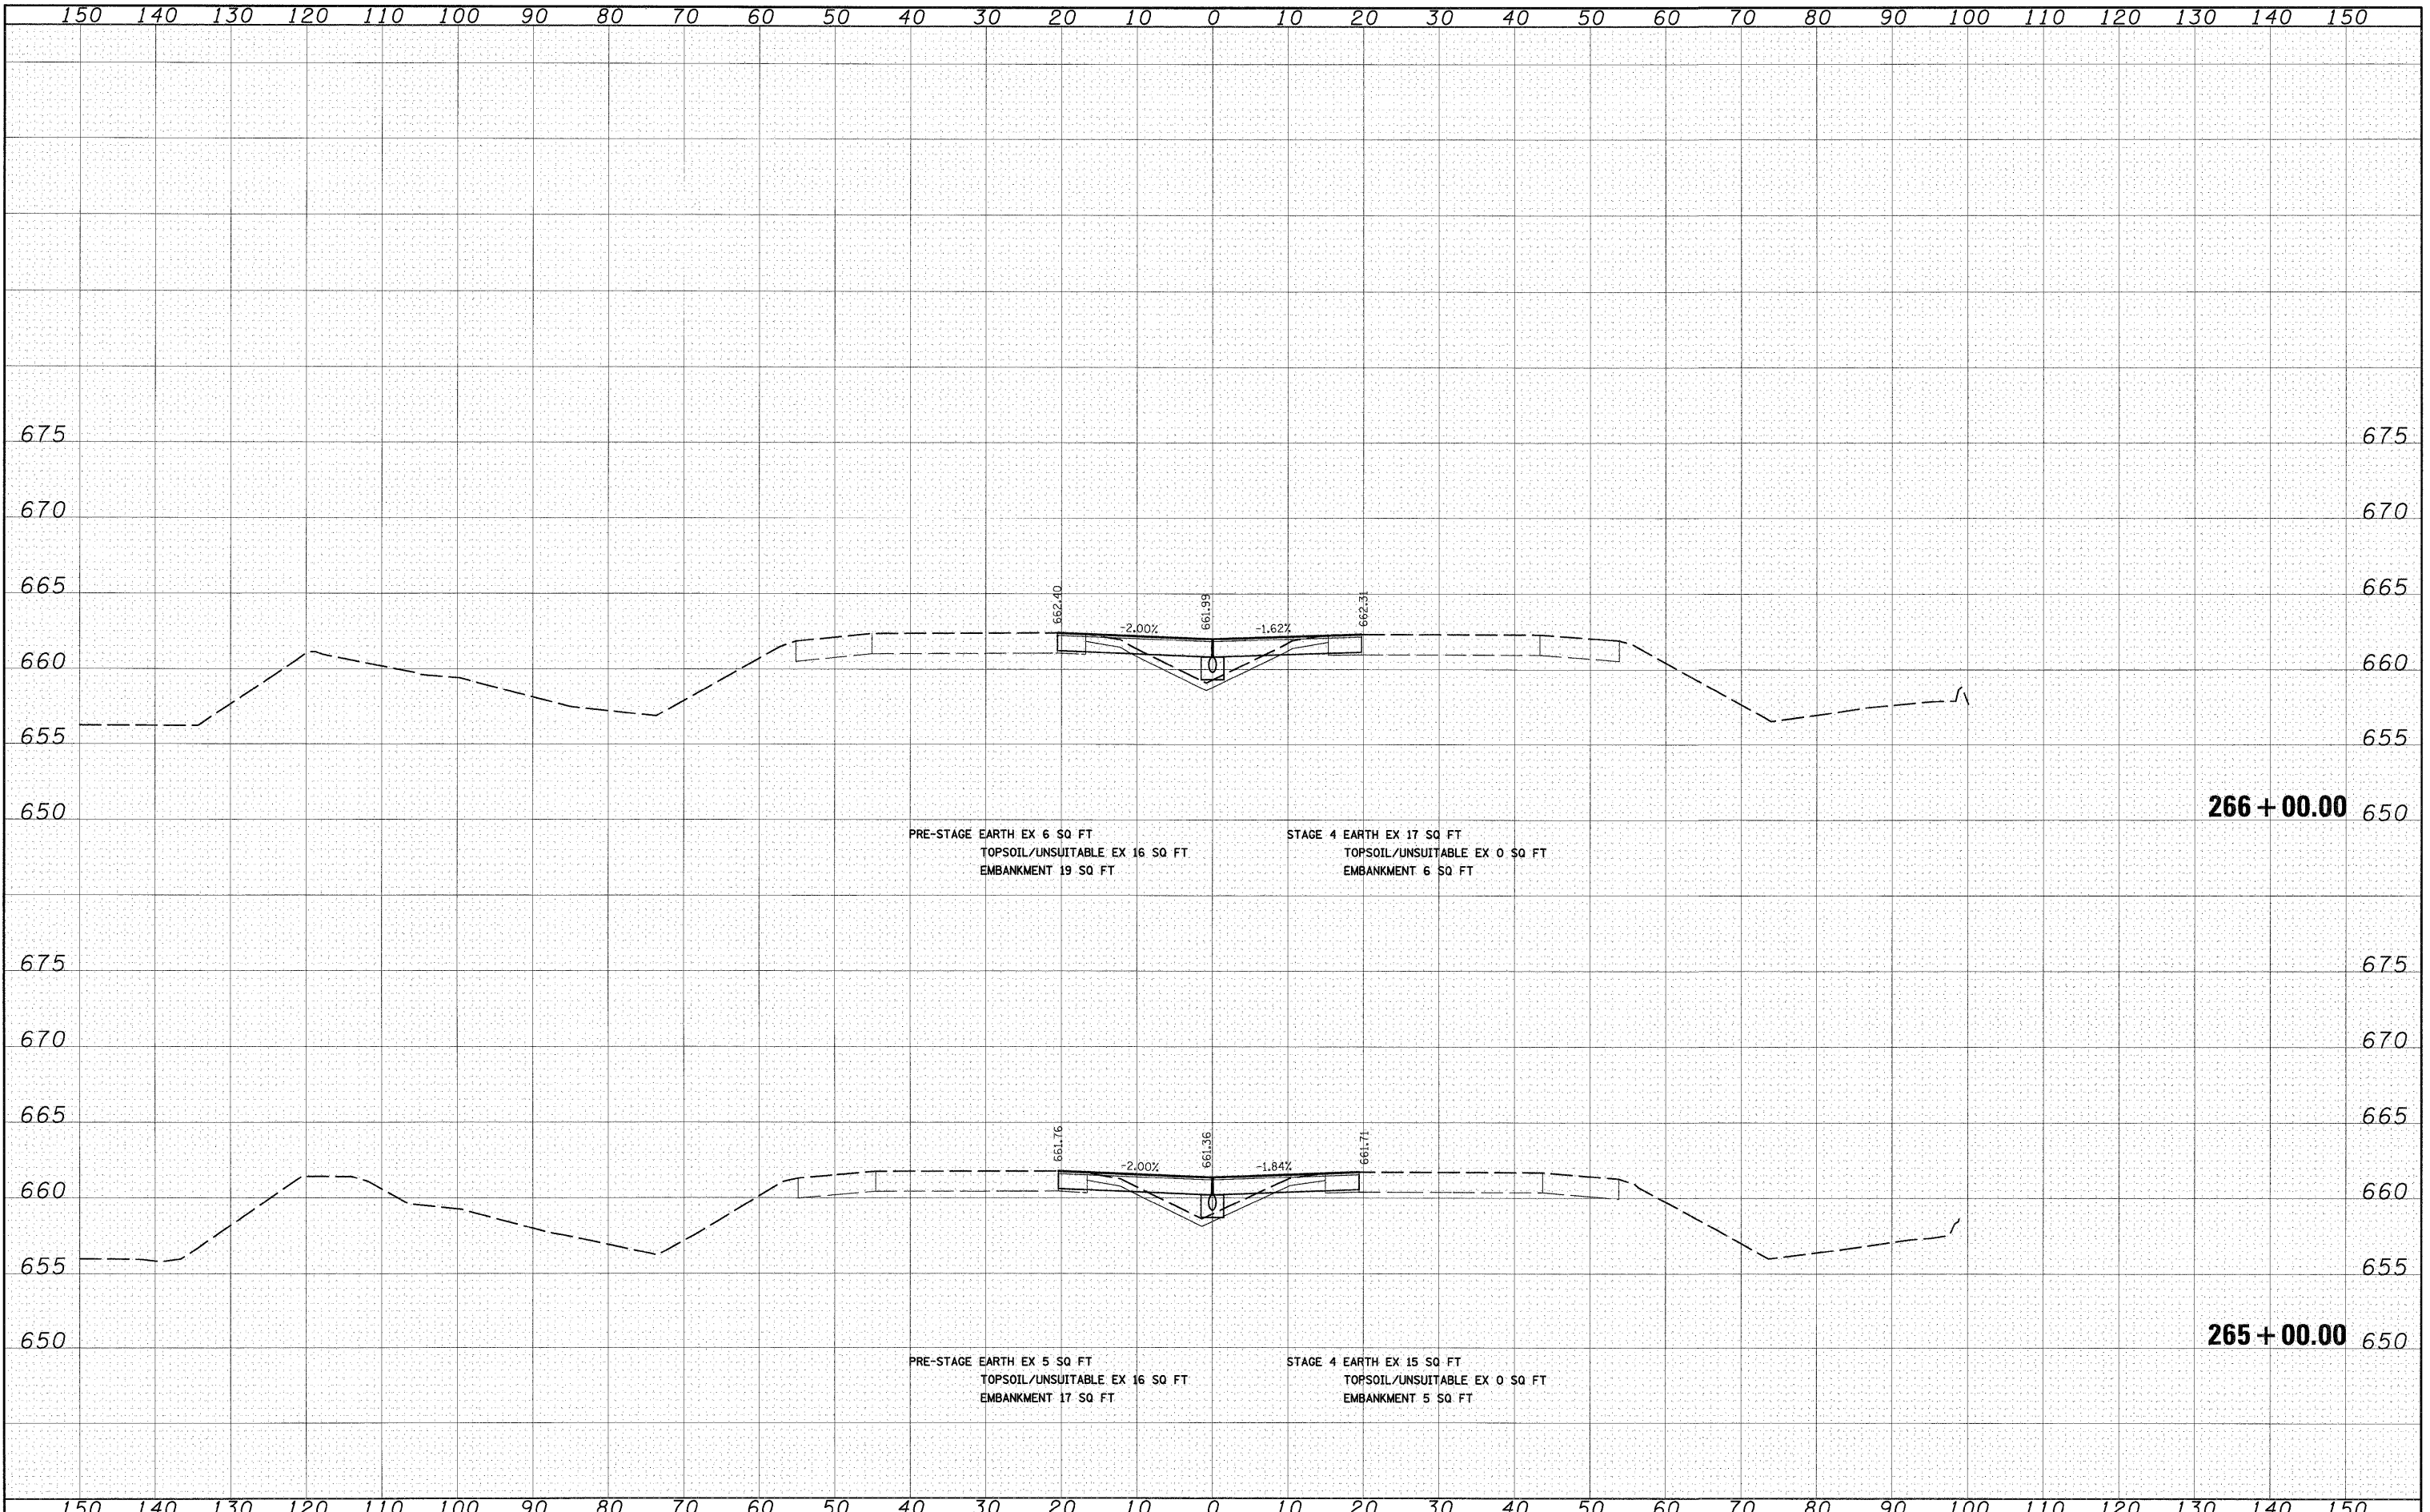 150 140 130 120 110 100 90 80 70 60 50 40 30 20 10 0 10 20 30 40 50 60 70 80 90 100 110 120 130 140 150
675 675
670 670
665 665
662.40 661.99 662.31
-2.00% -1.62%
660 660
655 655
266+00.00
650 650
PRE-STAGE EARTH EX 6 SQ FT STAGE 4 EARTH EX 17 SQ FT
TOPSOIL/UNSUITABLE EX 16 SQ FT TOPSOIL/UNSUITABLE EX 0 SQ FT
EMBANKMENT 19 SQ FT EMBANKMENT 6 SQ FT
675 675
670 670
665 665
661.76 661.36 661.71
-2.00% -1.84%
660 660
655 655
265+00.00
650 650
PRE-STAGE EARTH EX 5 SQ FT STAGE 4 EARTH EX 15 SQ FT
TOPSOIL/UNSUITABLE EX 16 SQ FT TOPSOIL/UNSUITABLE EX 0 SQ FT
EMBANKMENT 17 SQ FT EMBANKMENT 5 SQ FT
150 140 130 120 110 100 90 80 70 60 50 40 30 20 10 0 10 20 30 40 50 60 70 80 90 100 110 120 130 140 150